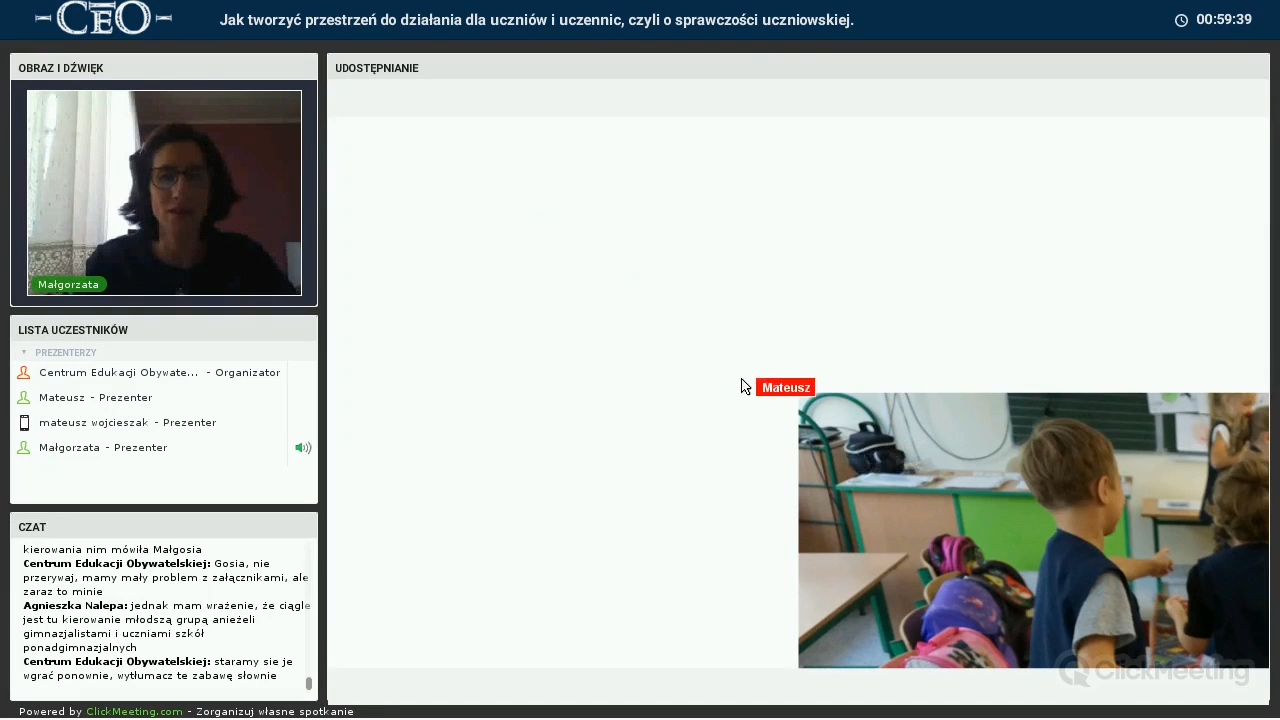 CEO
Jak tworzyć przestrzeń do działania dla uczniów i uczennic, czyli o sprawczości uczniowskiej.
00:59:39
OBRAZ I DŹWIĘK
Małgorzata
LISTA UCZESTNIKÓW
PREZENTERZY
Centrum Edukacji Obywate... - Organizator
Mateusz - Prezenter
mateusz wojcieszak - Prezenter
Małgorzata - Prezenter
CZAT
kierowania nim mówiła Małgosia
Centrum Edukacji Obywatelskiej: Gosia, nie
przerywaj, mamy mały problem z załącznikami, ale
zaraz to minie
Agnieszka Nalepa: jednak mam wrażenie, że ciągle
jest tu kierowanie młodszą grupą anieżeli
gimnazjalistami i uczniami szkół
ponadgimnazjalnych
Centrum Edukacji Obywatelskiej: staramy sie je
wgrać ponownie, wytłumacz te zabawę słownie
UDOSTĘPNIANIE
Mateusz
ClickMeeting
Powered by ClickMeeting.com - Zorganizuj własne spotkanie